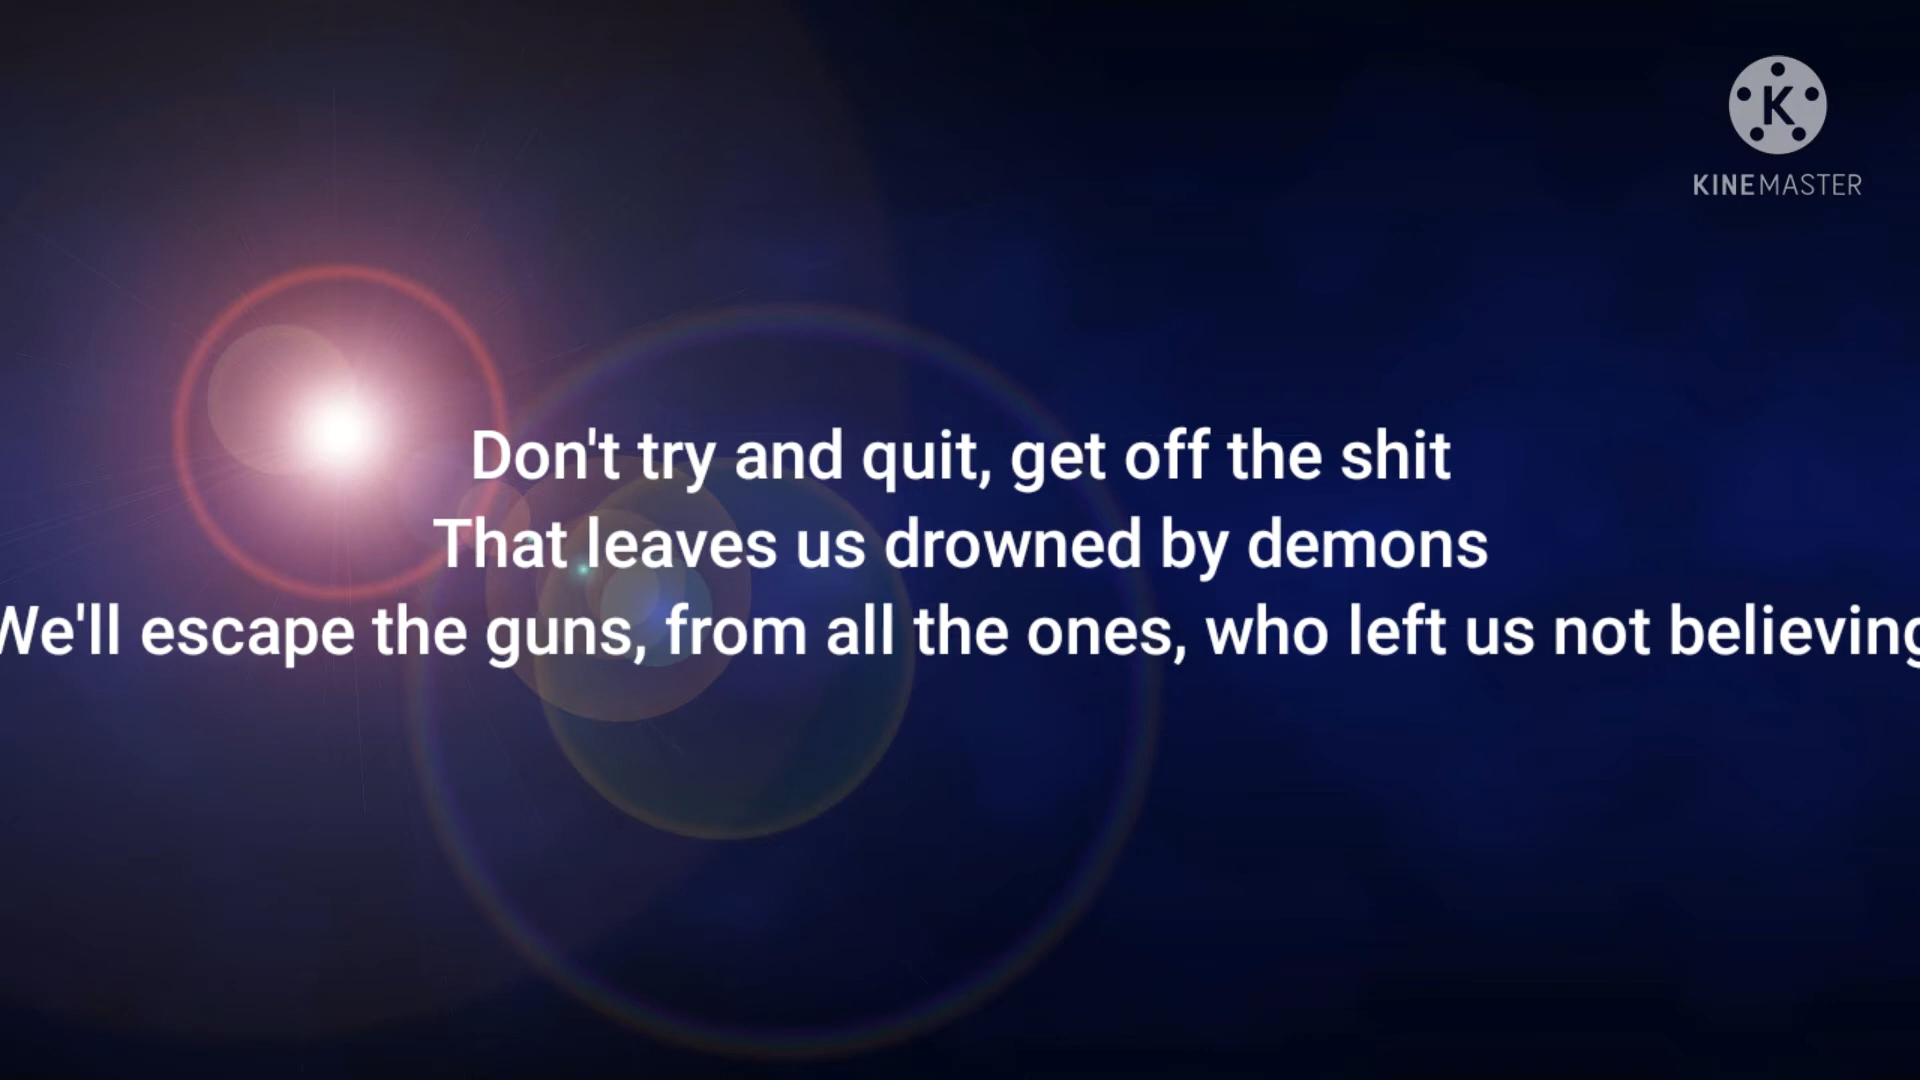 K
KINEMASTER
Don't try and quit, get off the shit
That leaves us drowned by demons
We'll escape the guns, from all the ones, who left us not believing